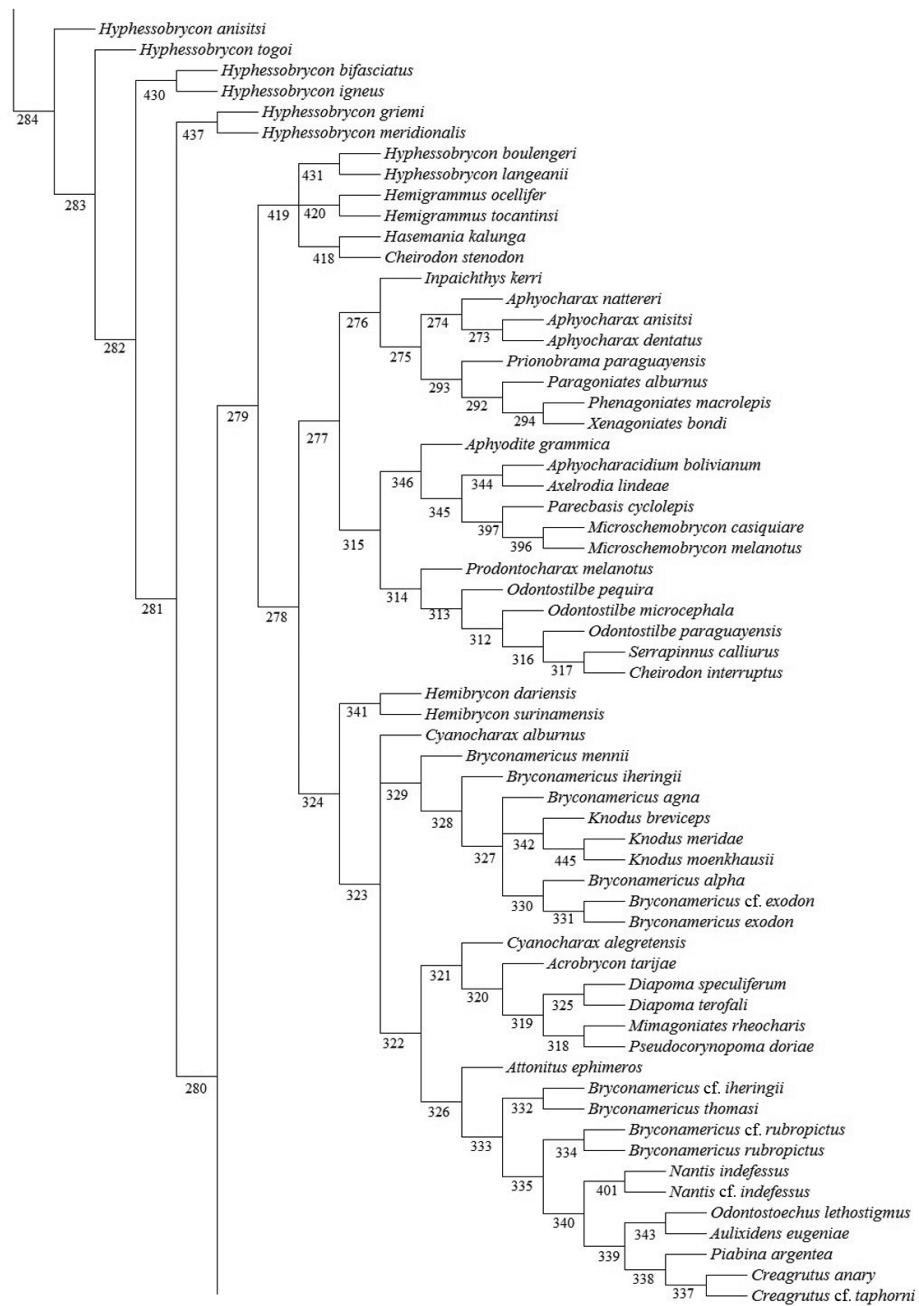 Hyphessobrycon anisitsi
Hyphessobrycon togoi
Hyphessobrycon bifasciatus
430
Hyphessobrycon igneus
Hyphessobrycon griemi
284
437
Hyphessobrycon meridionalis
Hyphessobrycon boulengeri
431
Hyphessobrycon langeanii
Hemigrammus ocellifer
283
419
420
Hemigrammus tocantinsi
Hasemania kalunga
418
Cheirodon stenodon
Inpaichthys kerri
Aphyocharax nattereri
276
274
Aphyocharax anisitsi
273
282
275
Aphyocharax dentatus
Prionobrama paraguayensis
293
Paragoniates alburnus
292
Phenagoniates macrolepis
279
294
Xenagoniates bondi
277
Aphyodite grammica
Aphyocharacidium bolivianum
346
344
Axelrodia lindeae
345
Parecbasis cyclolepis
397
Microschemobrycon casiquiare
315
396
Microschemobrycon melanotus
Prodontocharax melanotus
314
Odontostilbe pequira
281
278
313
Odontostilbe microcephala
312
Odontostilbe paraguayensis
316
Serrapinnus calliurus
317
Cheirodon interruptus
Hemibrycon dariensis
341
Hemibrycon surinamensis
Cyanocharax alburnus
Bryconamericus mennii
329
Bryconamericus iheringii
324
328
Bryconamericus agna
Knodus breviceps
342
Knodus meridae
327
445
Knodus moenkhausii
Bryconamericus alpha
323
330
Bryconamericus cf. exodon
331
Bryconamericus exodon
Cyanocharax alegretensis
321
Acrobrycon tarijae
320
Diapoma speculiferum
325
Diapoma terofali
319
Mimagoniates rheocharis
322
318
Pseudocorynopoma doriae
Attonitus ephimeros
280
Bryconamericus cf. iheringii
326
332
Bryconamericus thomasi
333
Bryconamericus cf. rubropictus
334
Bryconamericus rubropictus
335
Nantis indefessus
401
Nantis cf. indefessus
340
Odontostoechus lethostigmus
343
Aulixidens eugeniae
339
Piabina argentea
338
Creagrutus anary
337
Creagrutus cf. taphorni